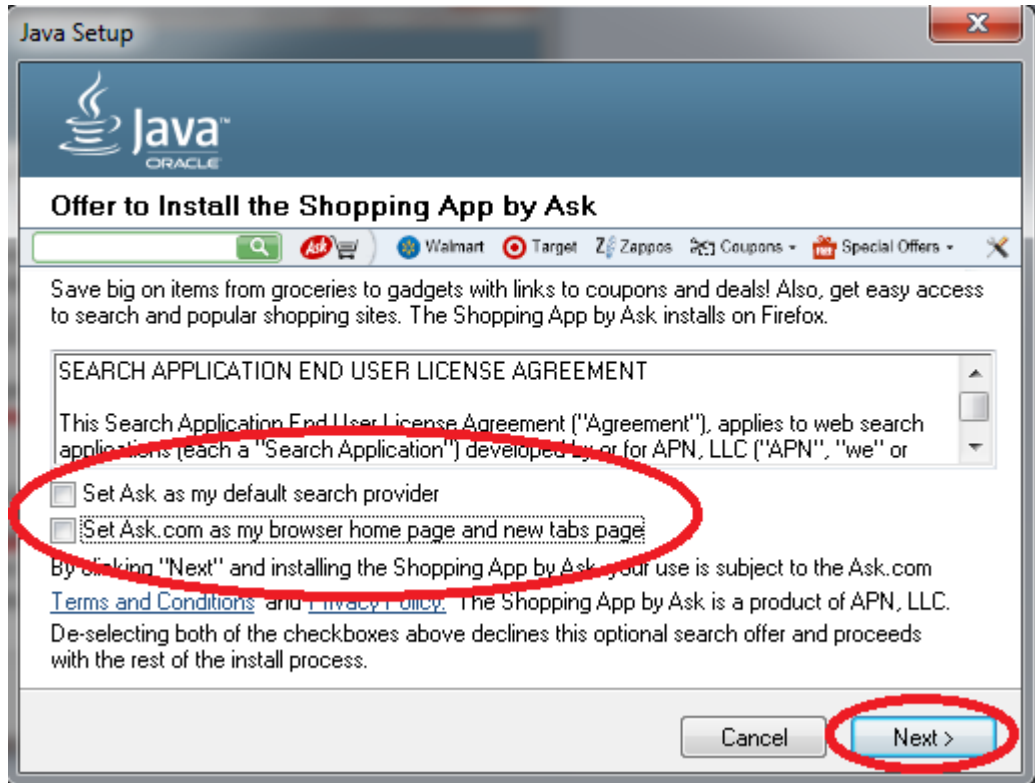 Java Setup
Java™
ORACLE
Offer to Install the Shopping App by Ask
Ask Walmart Target Zappos Coupons Special Offers
Save big on items from groceries to gadgets with links to coupons and deals! Also, get easy access
to search and popular shopping sites. The Shopping App by Ask installs on Firefox.
SEARCH APPLICATION END USER LICENSE AGREEMENT
This Search Application End User License Agreement ("Agreement"), applies to web search
applications (each a "Search Application") developed by or for APN, LLC ("APN", "we" or
Set Ask as my default search provider
Set Ask.com as my browser home page and new tabs page
By clicking "Next" and installing the Shopping App by Ask, your use is subject to the Ask.com
Terms and Conditions and Privacy Policy. The Shopping App by Ask is a product of APN, LLC.
De-selecting both of the checkboxes above declines this optional search offer and proceeds
with the rest of the install process.
Cancel Next >